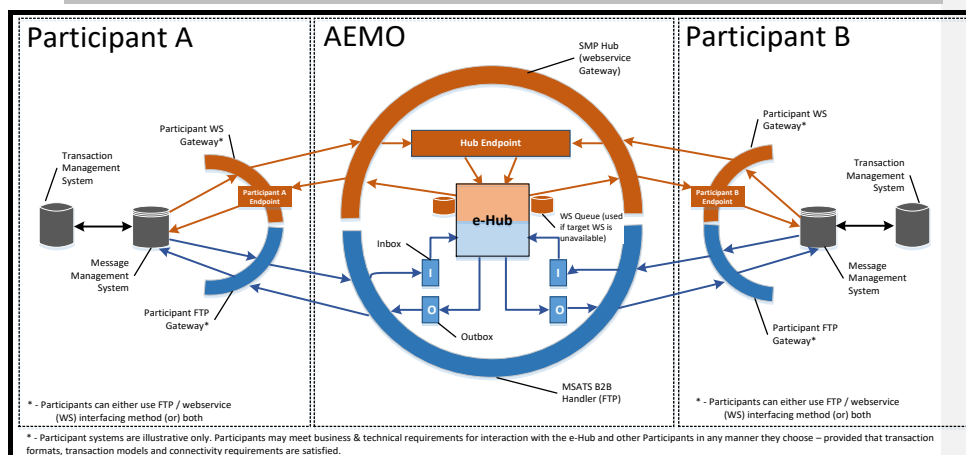 Participant A
AEMO
Participant B
SMP Hub
(webservice
Gateway)
Participant WS
Gateway*
Participant WS
Gateway*
Hub Endpoint
Transaction
Management
System
Transaction
Management
System
Participant A
Endpoint
Participant B
Endpoint
e-Hub
WS Queue (used
if target WS is
unavailable)
Inbox
I
I
Message
Management
System
Message
Management
System
O
O
Outbox
Participant FTP
Gateway*
Participant FTP
Gateway*
MSATS B2B
Handler (FTP)
* - Participants can either use FTP / webservice
(WS) interfacing method (or) both
* - Participants can either use FTP / webservice
(WS) interfacing method (or) both
* - Participant systems are illustrative only. Participants may meet business & technical requirements for interaction with the e-Hub and other Participants in any manner they choose – provided that transaction
formats, transaction models and connectivity requirements are satisfied.